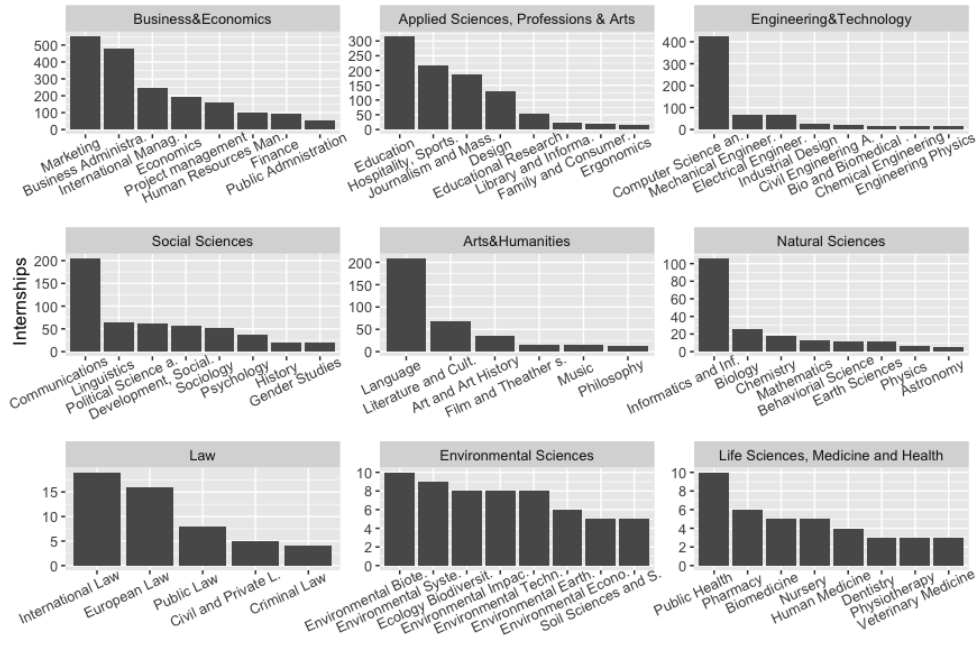 Business&Economics
500
400
300
200
100
0
Marketing
Business Administra.
International Manag.
Economics
Project management
Human Resources Man.
Finance
Public Admnistration
Applied Sciences, Professions & Arts
300
250
200
150
100
50
0
Education
Hospitality, Sports.
Journalism and Mass.
Design
Educational Research
Library and Informa.
Family and Consumer.
Ergonomics
Engineering&Technology
400
300
200
100
0
Computer Science an.
Mechanical Engineer.
Electrical Engineer.
Industrial Design
Civil Engineering A.
Bio and Biomedical .
Chemical Engineering
Engineering Physics
Internships
Social Sciences
200
150
100
50
0
Communications
Linguistics
Political Science a.
Development, Social.
Sociology
Psychology
History
Gender Studies
Arts&Humanities
200
150
100
50
0
Language
Literature and Cult.
Art and Art History
Film and Theather s.
Music
Philosophy
Natural Sciences
100
80
60
40
20
0
Informatics and Inf.
Biology
Chemistry
Mathematics
Behaviorial Science
Earth Sciences
Physics
Astronomy
Law
15
10
5
0
International Law
European Law
Public Law
Civil and Private L.
Criminal Law
Environmental Sciences
10
8
6
4
2
0
Environmental Biote.
Environmental Syste.
Ecology Biodiversit.
Environmental Impac.
Environmental Techn.
Environmental Earth.
Environmental Econo.
Soil Sciences and S.
Life Sciences, Medicine and Health
10
8
6
4
2
0
Public Health
Pharmacy
Biomedicine
Nursery
Human Medicine
Dentistry
Physiotherapy
Veterinary Medicine